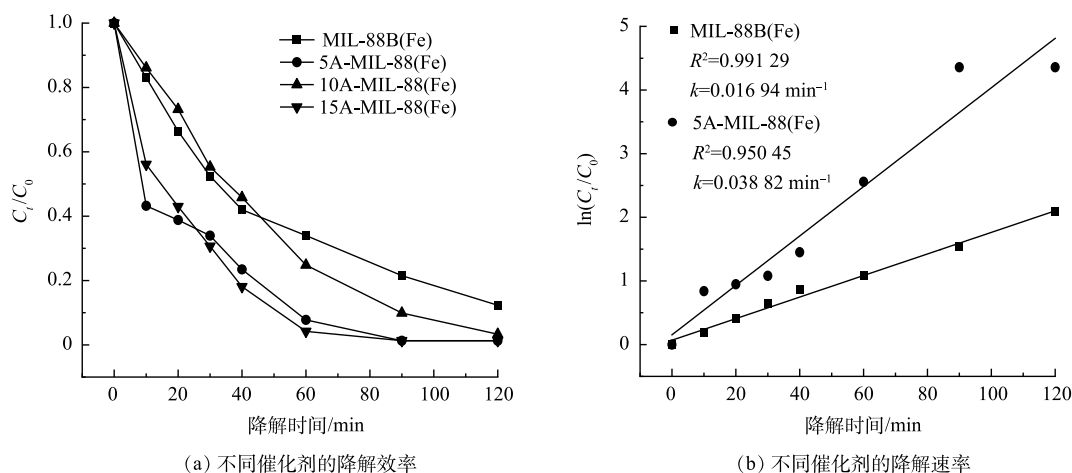 1.0
0.8
0.6
0.4
0.2
0
C_t/C_0
MIL-88B(Fe)
5A-MIL-88(Fe)
10A-MIL-88(Fe)
15A-MIL-88(Fe)
0 20 40 60 80 100 120
降解时间/min
(a) 不同催化剂的降解效率
5
4
3
2
1
0
ln(C_t/C_0)
MIL-88B(Fe)
R²=0.991 29
k=0.016 94 min⁻¹
5A-MIL-88(Fe)
R²=0.950 45
k=0.038 82 min⁻¹
0 20 40 60 80 100 120
降解时间/min
(b) 不同催化剂的降解速率